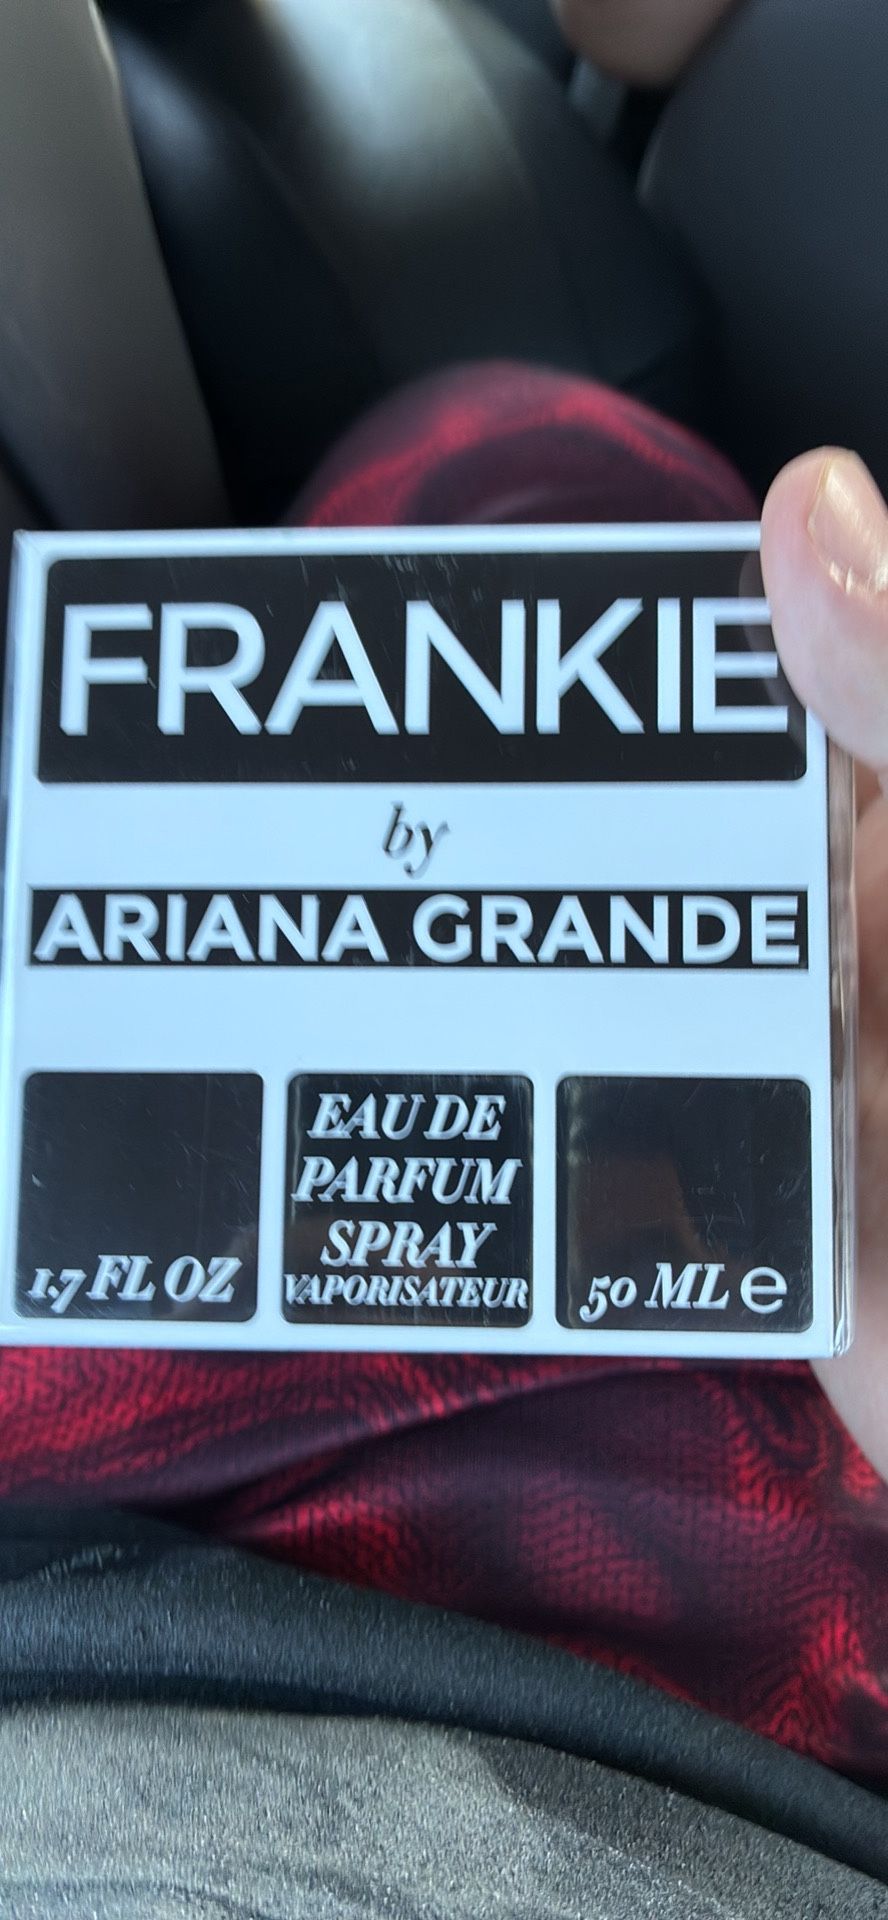 FRANKIE
by
ARIANA GRANDE
1.7 FL OZ
EAU DE
PARFUM
SPRAY
VAPORISATEUR
50 ML e